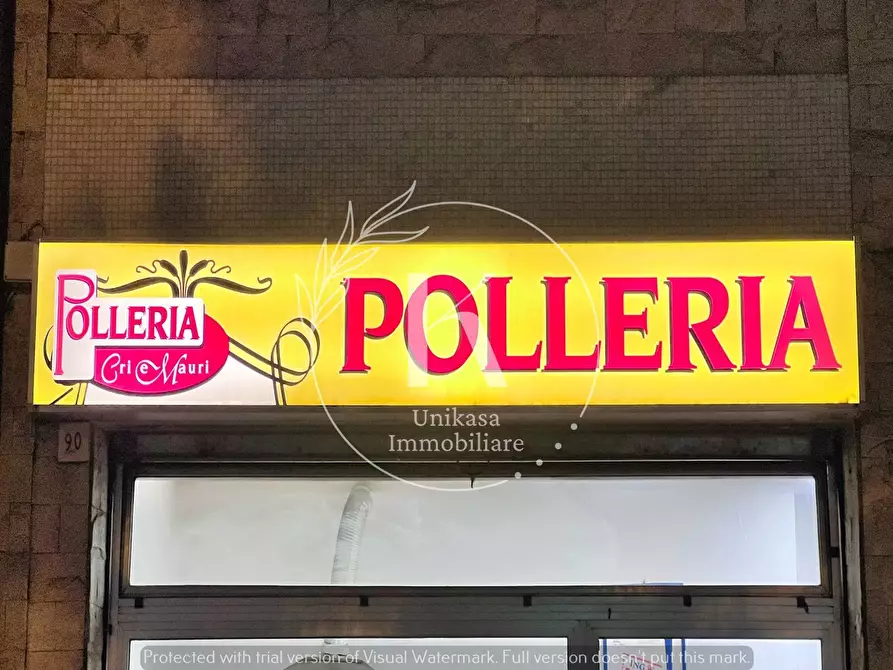 POLLERIA
Cri e Mauri
POLLERIA
Unikasa
Immobiliare
90
Protected with trial version of Visual Watermark. Full version doesn't put this mark.